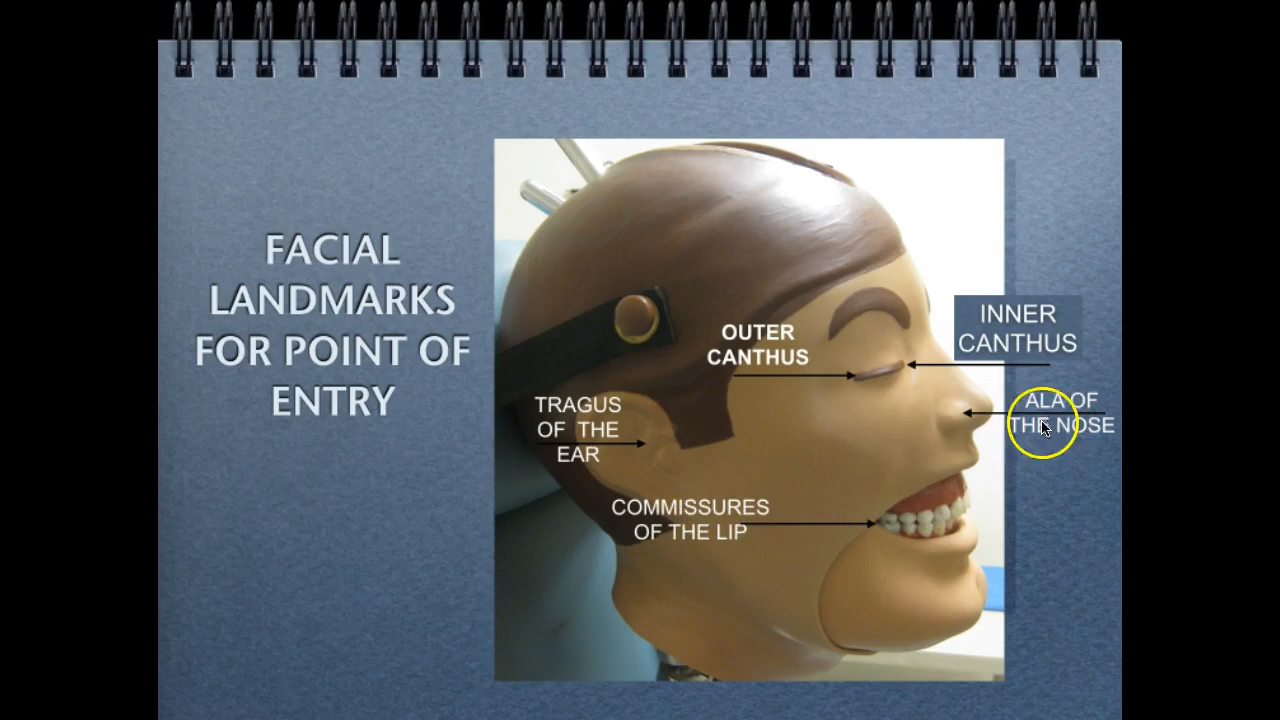 FACIAL
LANDMARKS
FOR POINT OF
ENTRY
OUTER
CANTHUS
INNER
CANTHUS
TRAGUS
OF THE
EAR
ALA OF
THE NOSE
COMMISSURES
OF THE LIP